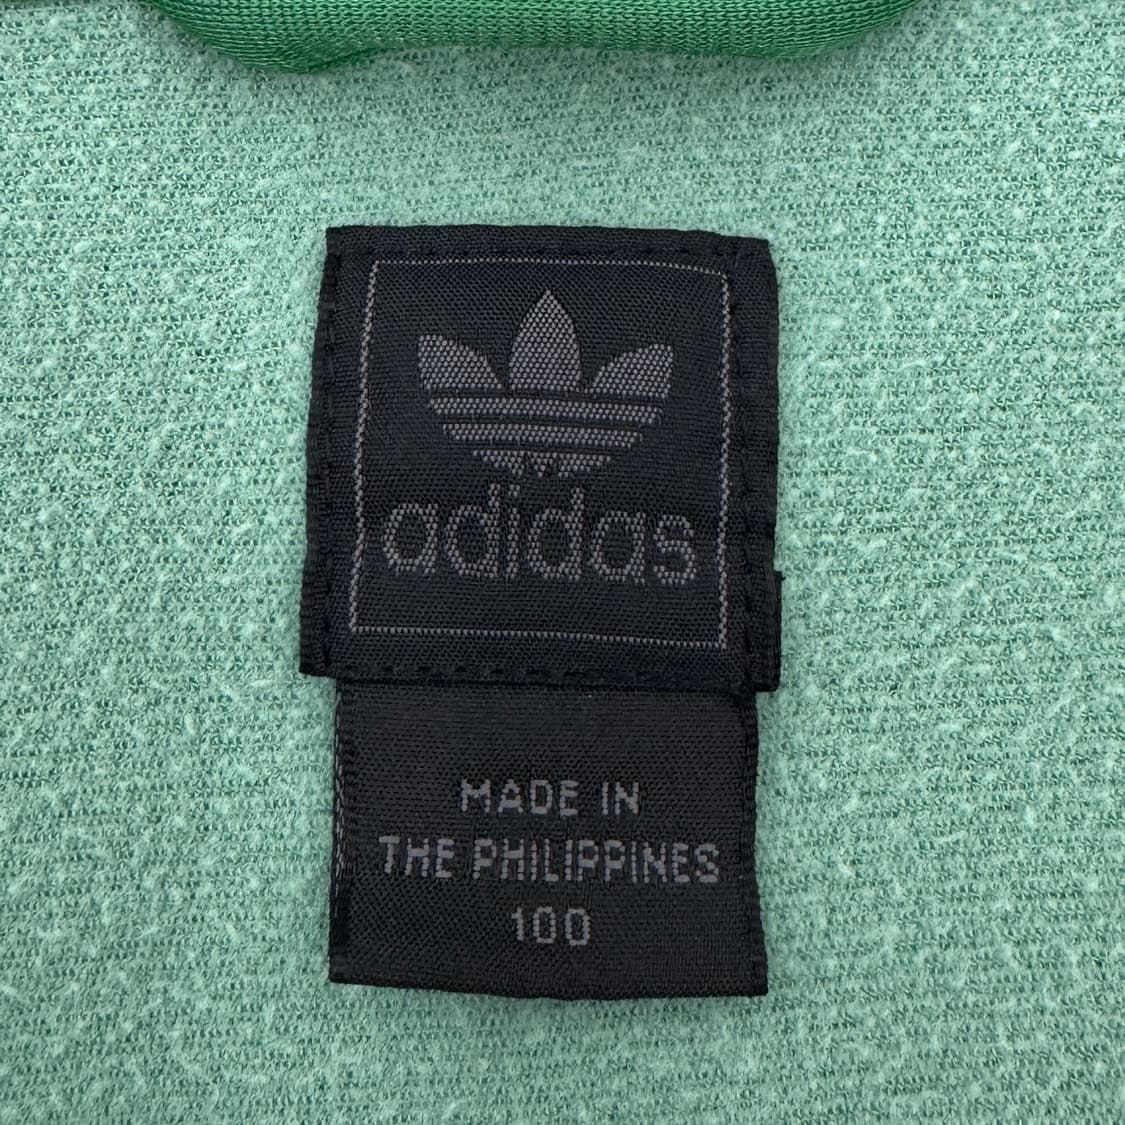 adidas
MADE IN
THE PHILIPPINES
100